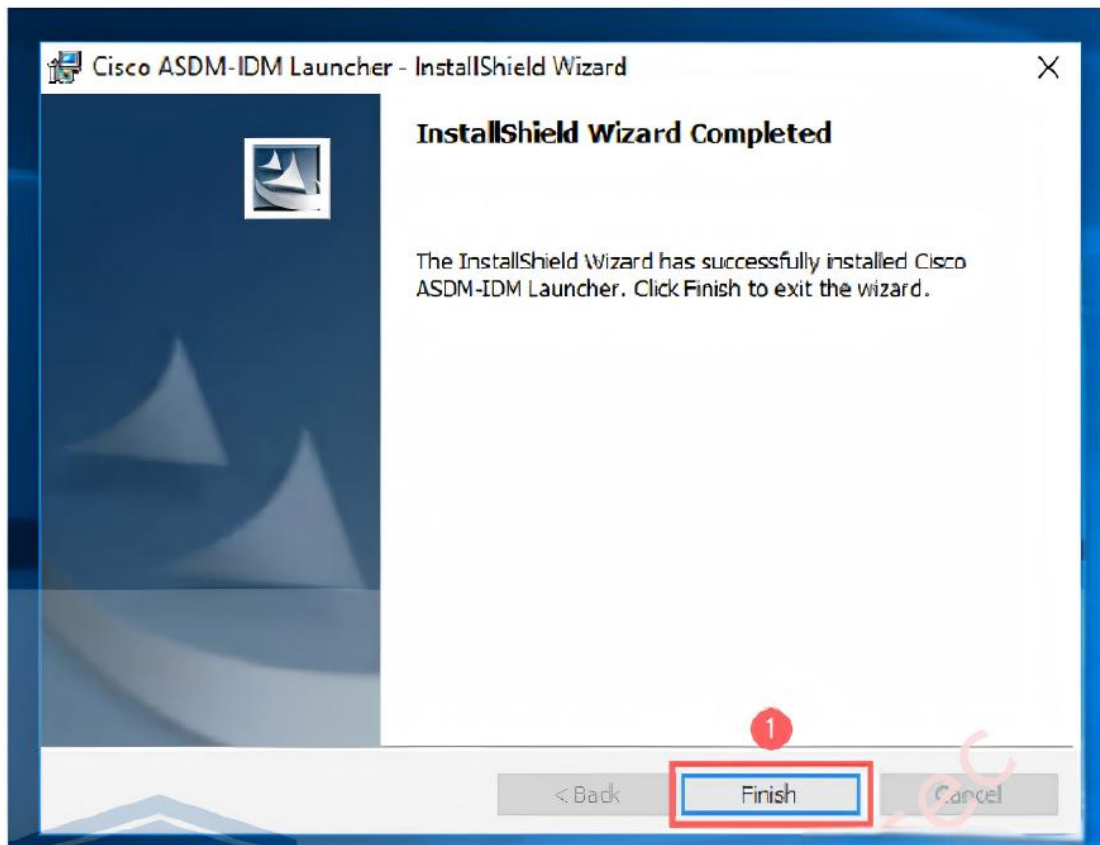 Cisco ASDM-IDM Launcher - InstallShield Wizard
InstallShield Wizard Completed
The InstallShield Wizard has successfully installed Cisco
ASDM-IDM Launcher. Click Finish to exit the wizard.
1
< Back
Finish
Cancel